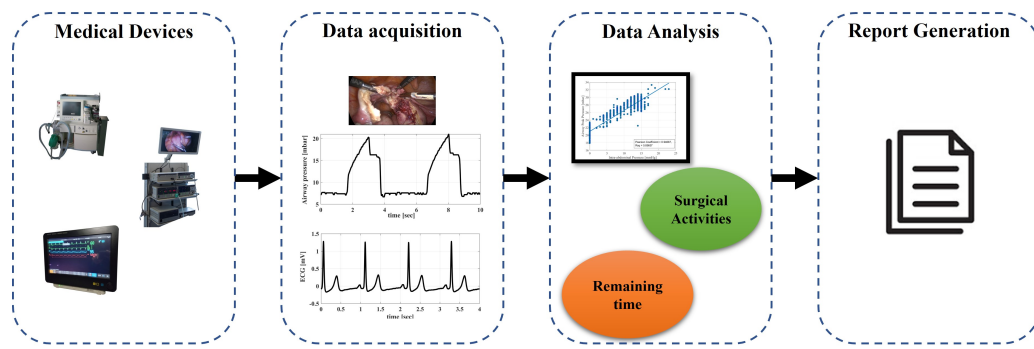 Medical Devices
Data acquisition
Data Analysis
Report Generation
Airway pressure [mbar]
20
15
10
5
0
2
4
6
8
10
time [sec]
ECG [mV]
1.5
1
0.5
0
-0.5
0
0.5
1
1.5
2
2.5
3
3.5
4
time [sec]
Surgical
Activities
Remaining
time